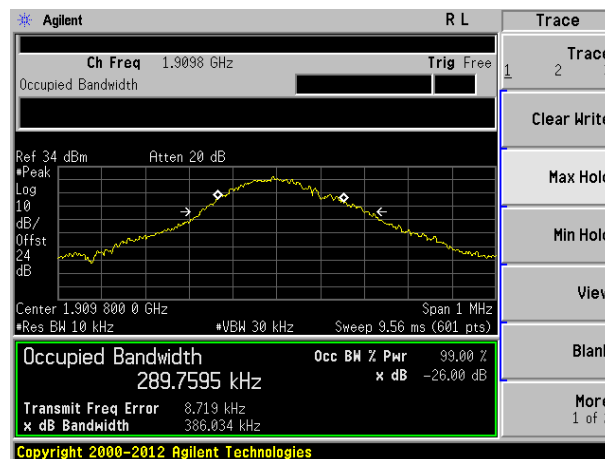 Agilent R L Trace
Ch Freq 1.9098 GHz Trig Free
Occupied Bandwidth
Trace
1 2
Clear Write
Max Hold
Min Hold
View
Blank
More
1 of
Ref 34 dBm Atten 20 dB
#Peak
Log
10
dB/
Offst
24
dB
Center 1.909 800 0 GHz Span 1 MHz
#Res BW 10 kHz #VBW 30 kHz Sweep 9.56 ms (601 pts)
Occupied Bandwidth Occ BW % Pwr 99.00 %
289.7595 kHz x dB -26.00 dB
Transmit Freq Error 8.719 kHz
x dB Bandwidth 386.034 kHz
Copyright 2000-2012 Agilent Technologies